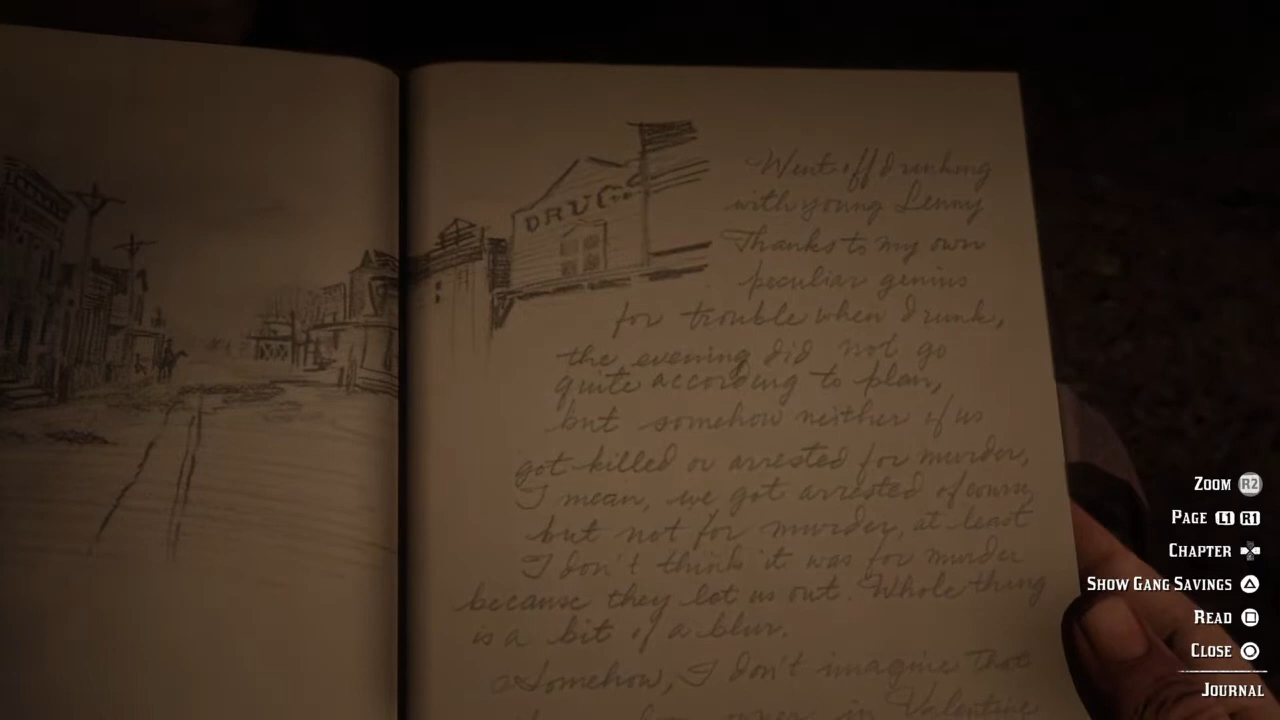 DRUGS
Went off drinking
with young Lenny
Thanks to my own
peculiar genius
for trouble when drunk,
the evening did not go
quite according to plan,
but somehow neither of us
got killed or arrested for murder,
I mean, we got arrested of course
but not for murder, at least
I don't think it was for murder
because they let us out. Whole thing
is a bit of a blur.
Somehow, I don't imagine that
in Valentine
ZOOM R2
PAGE L1 R1
CHAPTER
SHOW GANG SAVINGS
READ
CLOSE
JOURNAL